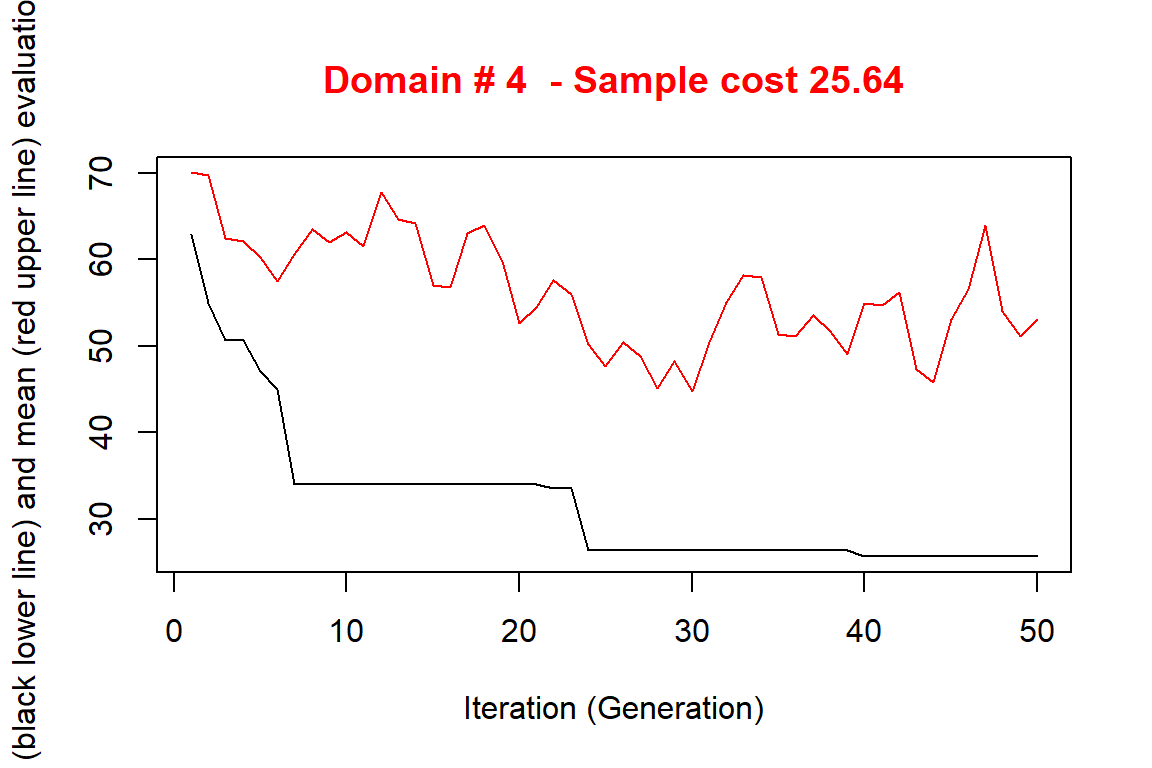 Domain # 4  - Sample cost 25.64
(black lower line) and mean (red upper line)
70
60
50
40
30
0 10 20 30 40 50
Iteration (Generation)